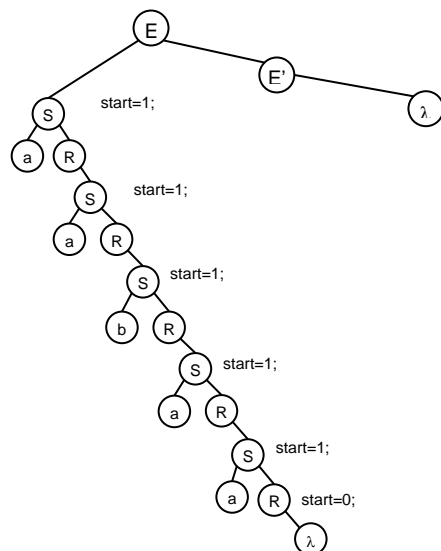 E
E'
λ
S start=1;
a R
S start=1;
a R
S start=1;
b R
S start=1;
a R
S start=1;
a R start=0;
λ